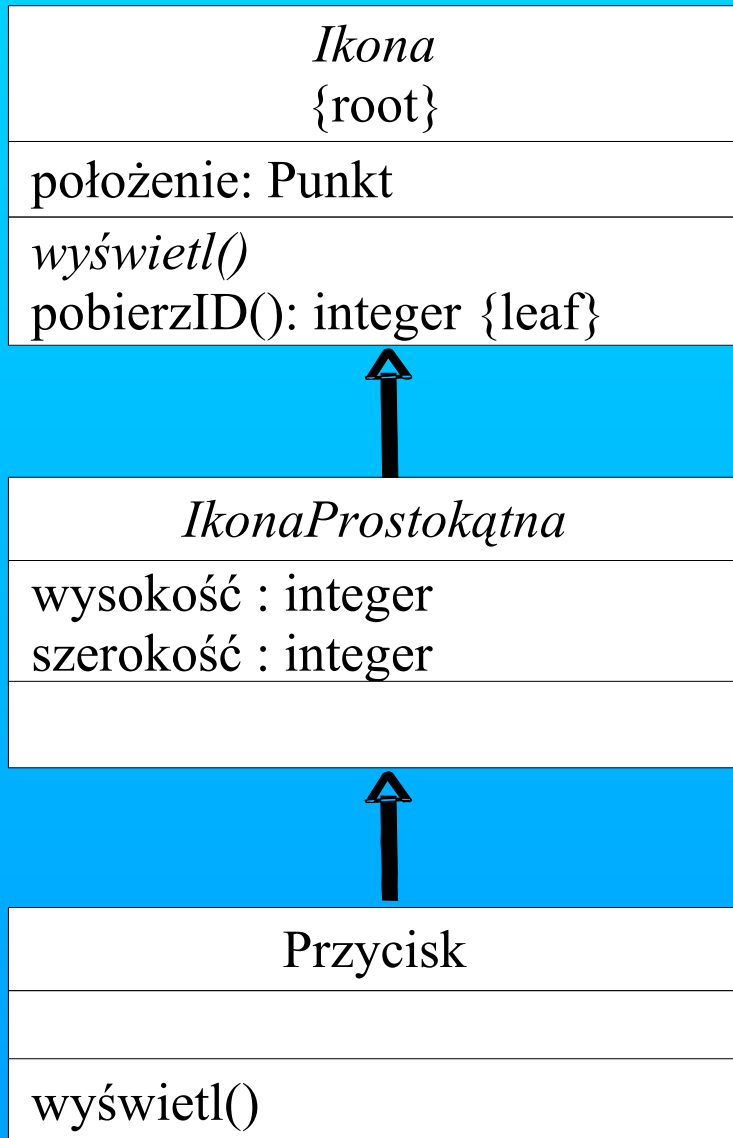 Ikona
{root}
położenie: Punkt
wyświetl()
pobierzID(): integer {leaf}
IkonaProstokątna
wysokość : integer
szerokość : integer
Przycisk
wyświetl()